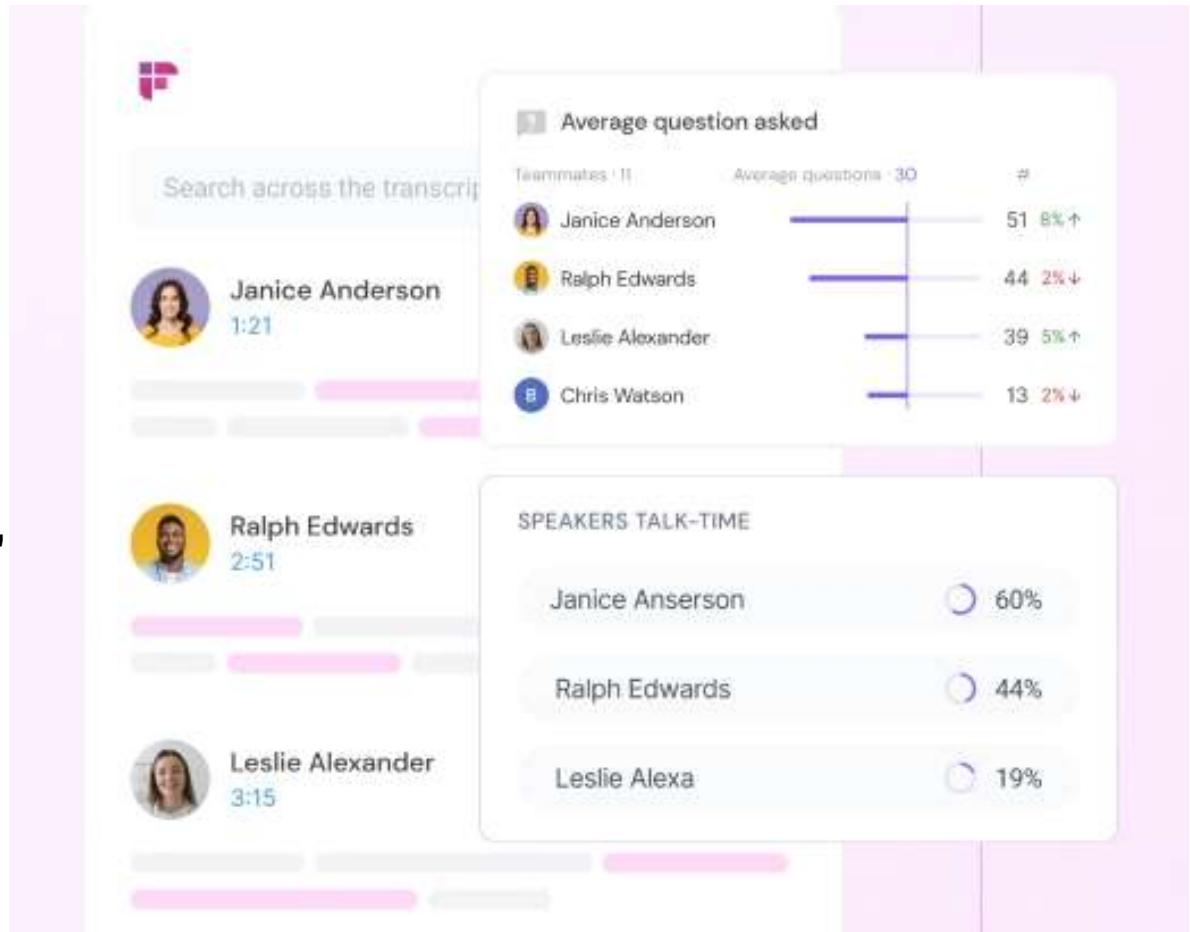 Search across the transcrip
Janice Anderson
1:21
Ralph Edwards
2:51
Leslie Alexander
3:15
Average question asked
Teammates · 11 Average questions · 30 #
Janice Anderson 51 8% ↑
Ralph Edwards 44 2% ↓
Leslie Alexander 39 5% ↑
B Chris Watson 13 2% ↓
SPEAKERS TALK-TIME
Janice Anserson 60%
Ralph Edwards 44%
Leslie Alexa 19%